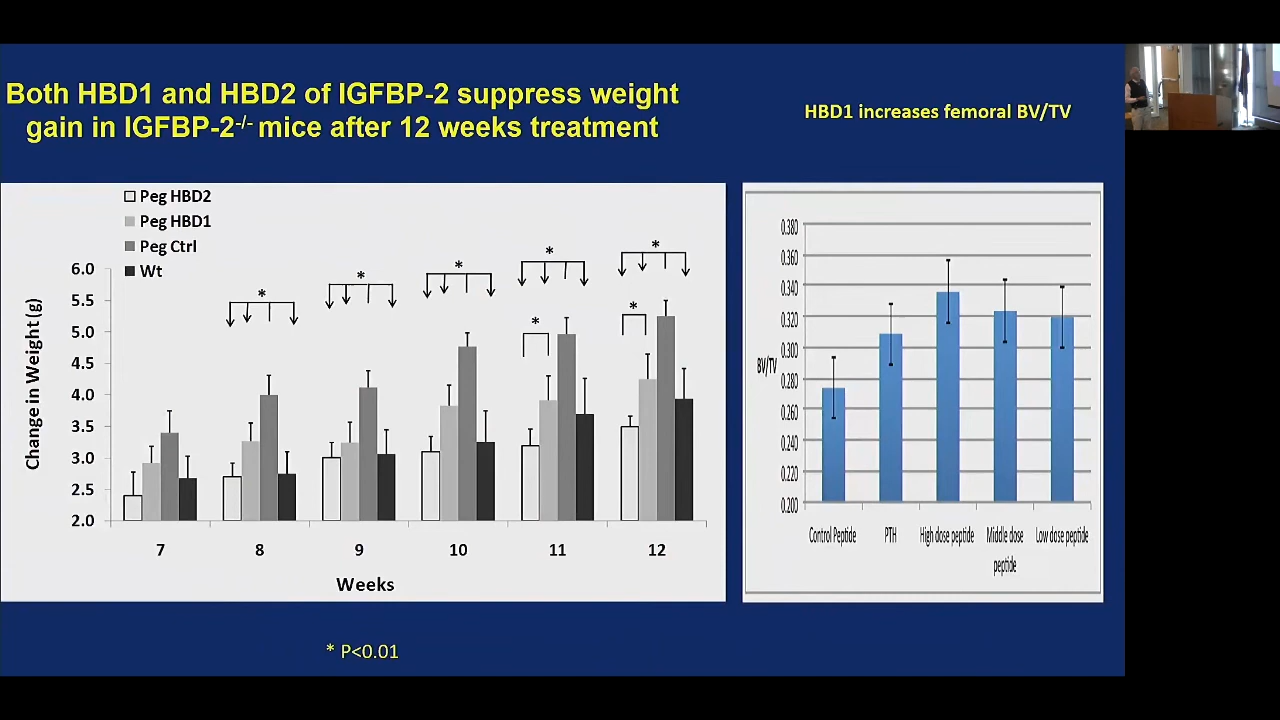 Both HBD1 and HBD2 of IGFBP-2 suppress weight
gain in IGFBP-2-/- mice after 12 weeks treatment
HBD1 increases femoral BV/TV
Peg HBD2
Peg HBD1
Peg Ctrl
Wt
Change in Weight (g)
6.0
5.5
5.0
4.5
4.0
3.5
3.0
2.5
2.0
* * * * * * *
7 8 9 10 11 12
Weeks
BV/TV
0.380
0.360
0.340
0.320
0.300
0.280
0.260
0.240
0.220
0.200
Control Peptide PTH High dose peptide Middle dose peptide Low dose peptide
* P<0.01